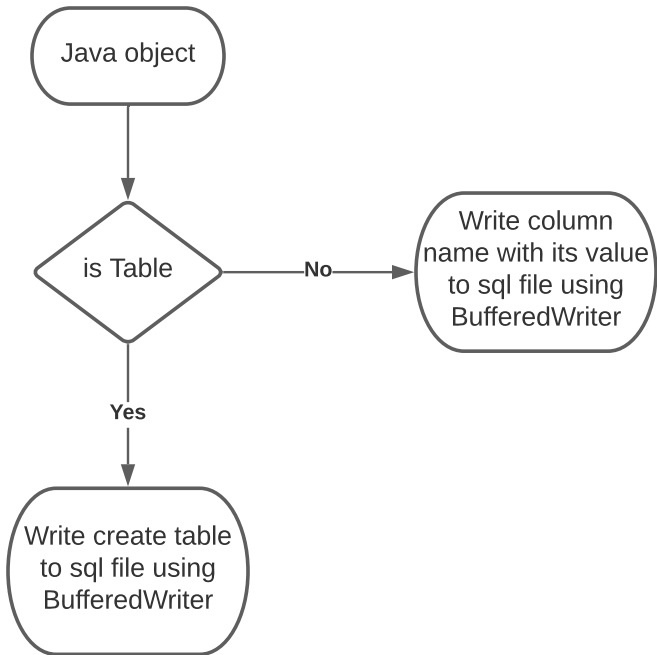 Java object
is Table
No
Write column
name with its value
to sql file using
BufferedWriter
Yes
Write create table
to sql file using
BufferedWriter